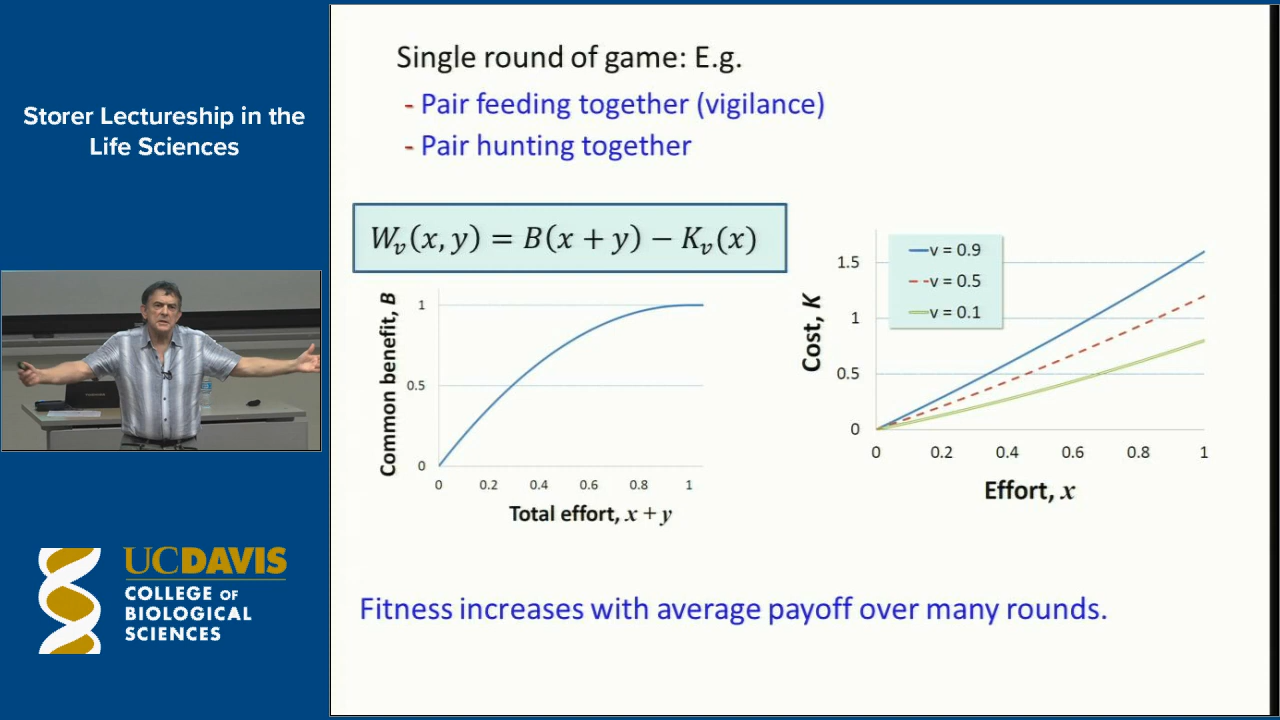 Storer Lectureship in the
Life Sciences
UCDAVIS
COLLEGE OF
BIOLOGICAL
SCIENCES
Single round of game: E.g.
- Pair feeding together (vigilance)
- Pair hunting together
Wᵥ(x, y) = B(x + y) − Kᵥ(x)
Common benefit, B
1
0.5
0
0 0.2 0.4 0.6 0.8 1
Total effort, x + y
Cost, K
1.5
1
0.5
0
v = 0.9
v = 0.5
v = 0.1
0 0.2 0.4 0.6 0.8 1
Effort, x
Fitness increases with average payoff over many rounds.